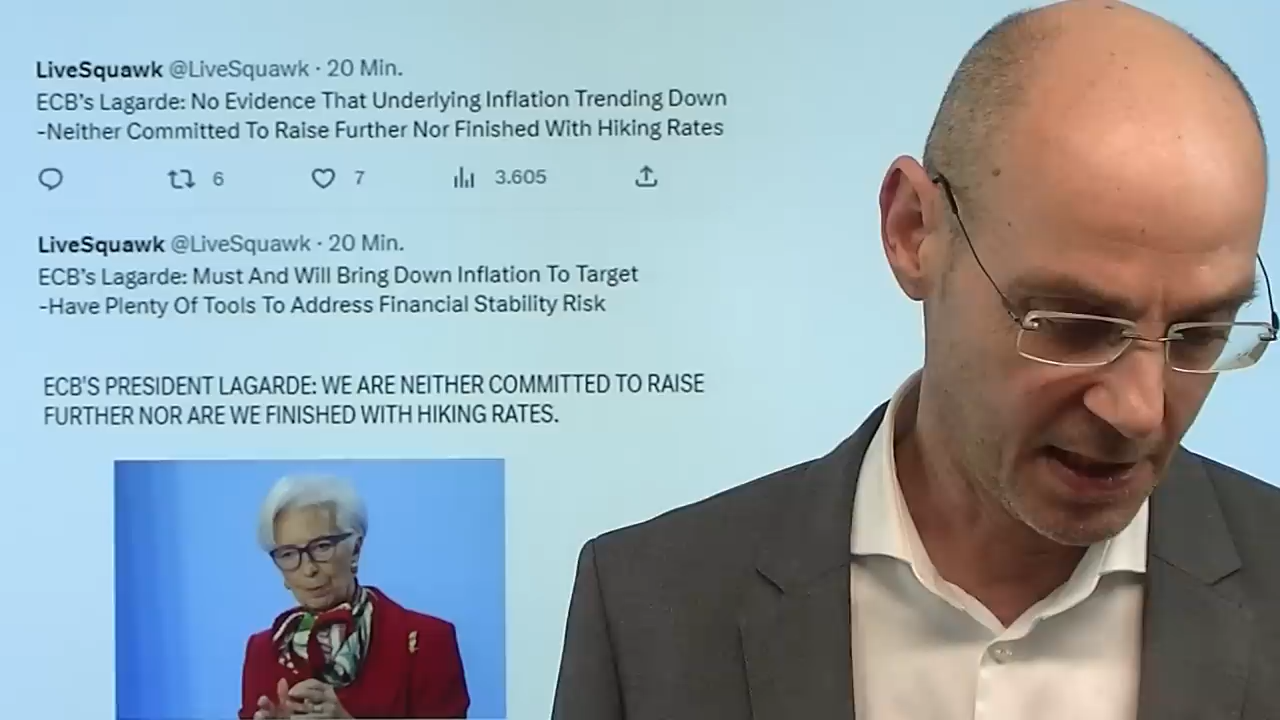 LiveSquawk @LiveSquawk · 20 Min.
ECB's Lagarde: No Evidence That Underlying Inflation Trending Down
-Neither Committed To Raise Further Nor Finished With Hiking Rates
6 7 3.605
LiveSquawk @LiveSquawk · 20 Min.
ECB's Lagarde: Must And Will Bring Down Inflation To Target
-Have Plenty Of Tools To Address Financial Stability Risk
ECB'S PRESIDENT LAGARDE: WE ARE NEITHER COMMITTED TO RAISE
FURTHER NOR ARE WE FINISHED WITH HIKING RATES.